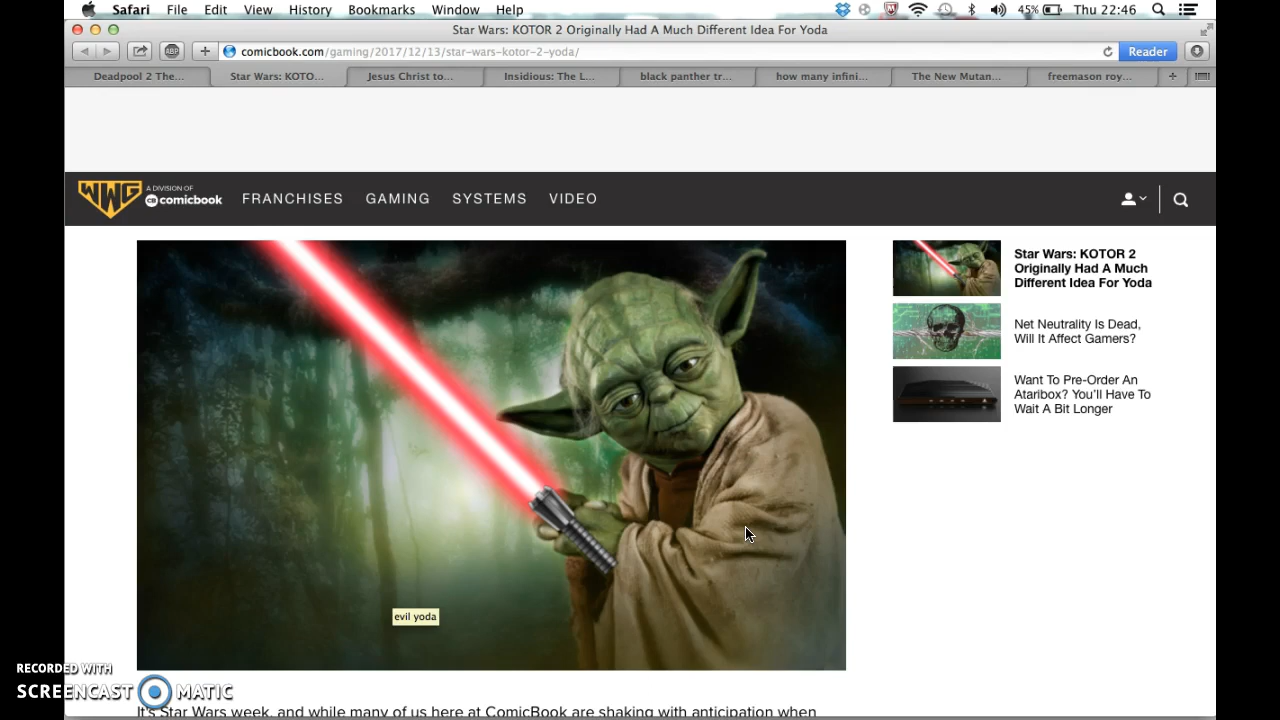 Safari File Edit View History Bookmarks Window Help 45% Thu 22:46
Star Wars: KOTOR 2 Originally Had A Much Different Idea For Yoda
ABP comicbook.com/gaming/2017/12/13/star-wars-kotor-2-yoda/ Reader
Deadpool 2 The... Star Wars: KOTO... Jesus Christ to... Insidious: The L... black panther tr... how many infini... The New Mutan... freemason roy...
WWG A DIVISION OF CB comicbook FRANCHISES GAMING SYSTEMS VIDEO
Star Wars: KOTOR 2
Originally Had A Much
Different Idea For Yoda
Net Neutrality Is Dead,
Will It Affect Gamers?
Want To Pre-Order An
Ataribox? You'll Have To
Wait A Bit Longer
evil yoda
RECORDED WITH
SCREENCAST MATIC
It's Star Wars week, and while many of us here at ComicBook are shaking with anticipation when